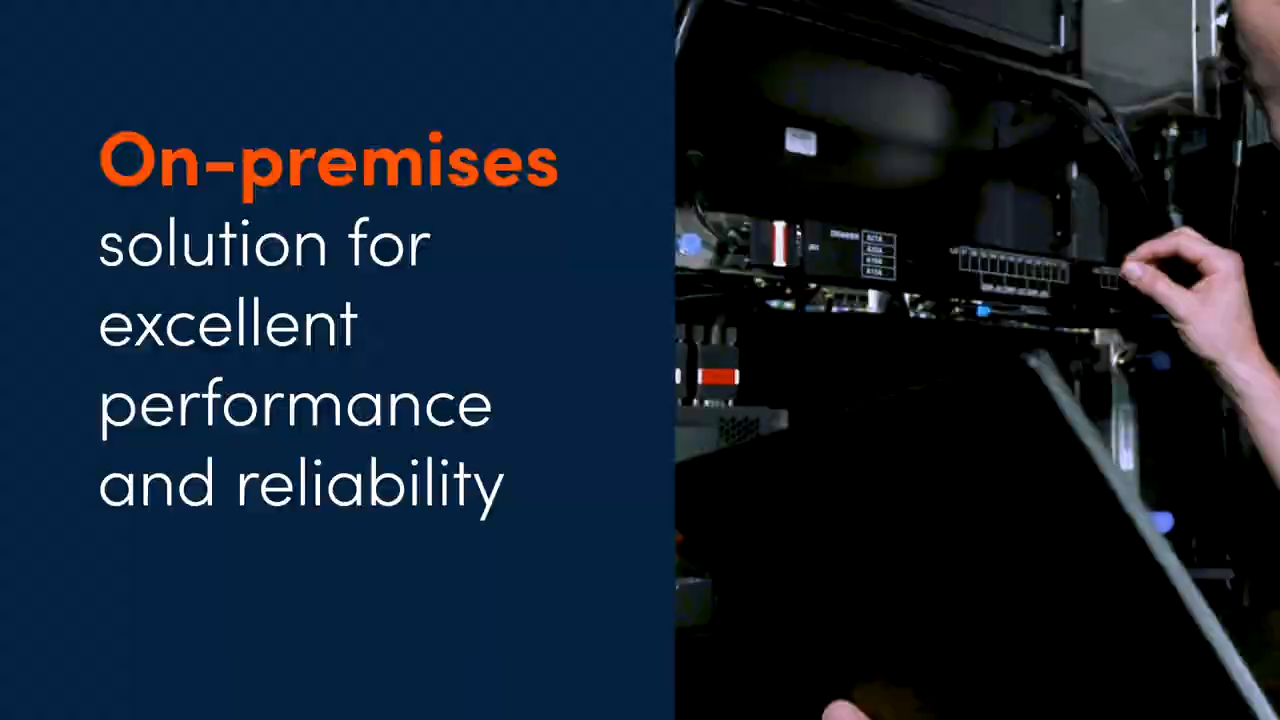 On-premises
solution for
excellent
performance
and reliability